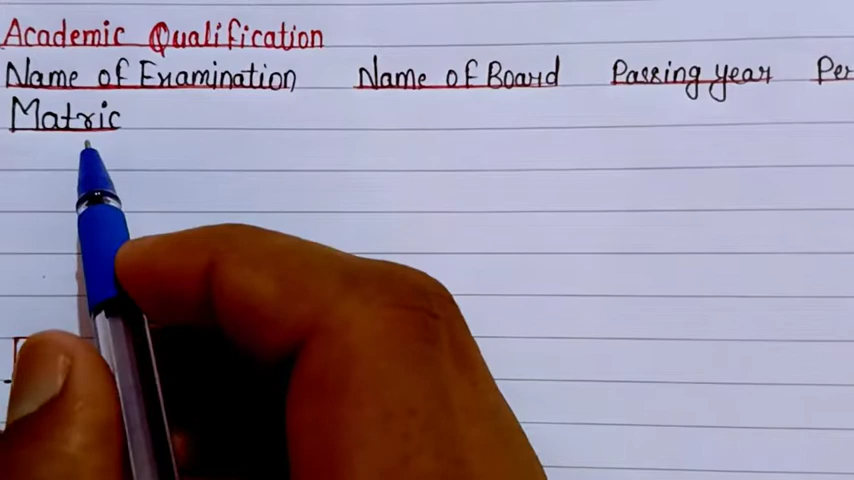 Academic Qualification
Name of Examination Name of Board Passing year Per
Matric